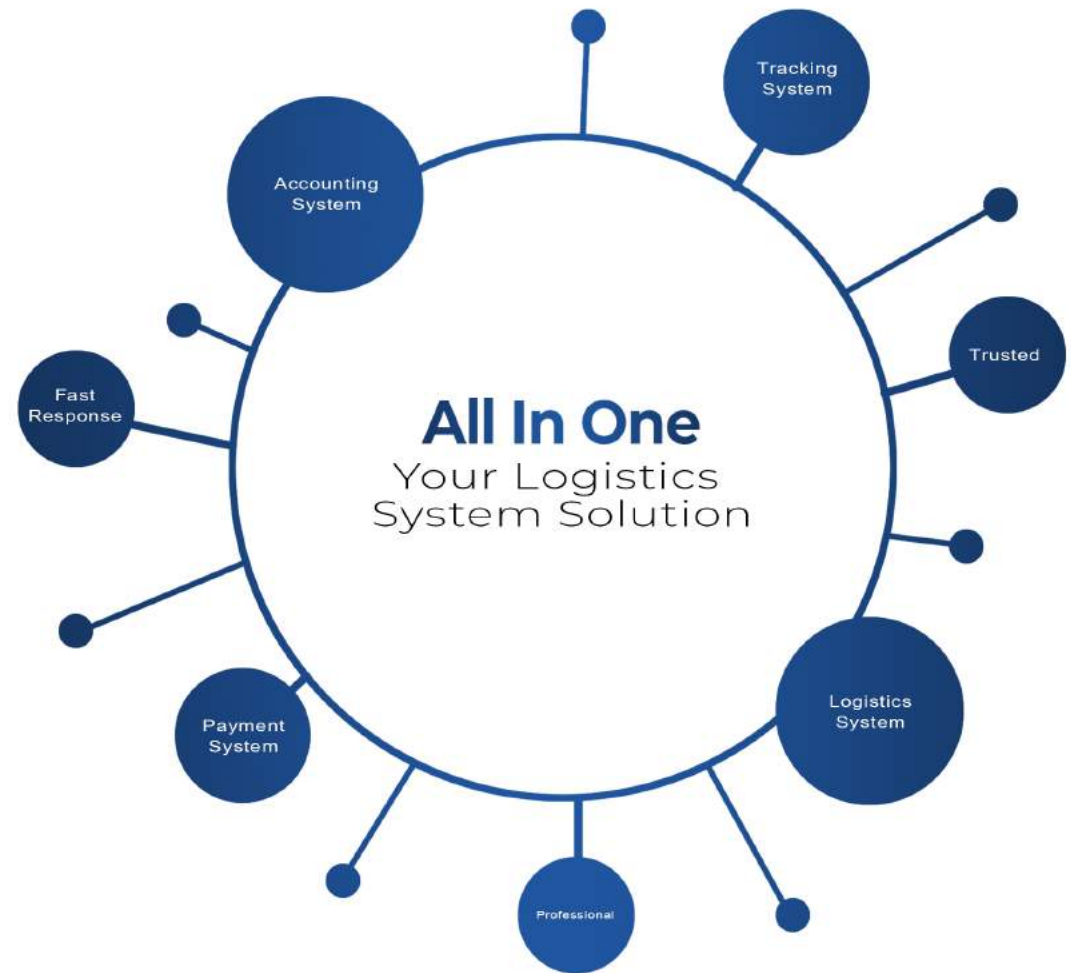 Tracking
System
Accounting
System
Trusted
Fast
Response
All In One
Your Logistics
System Solution
Logistics
System
Payment
System
Professional